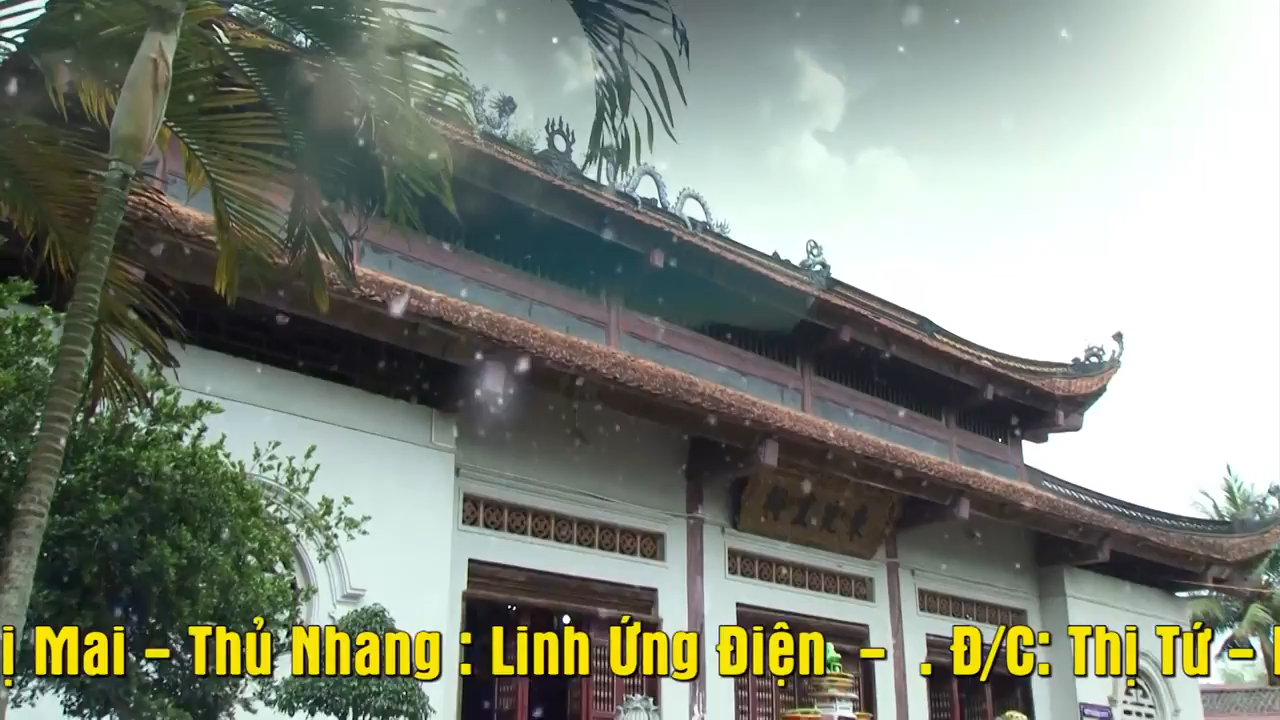 ị Mai – Thủ Nhang : Linh Ứng Điện – . Đ/C: Thị Tứ –